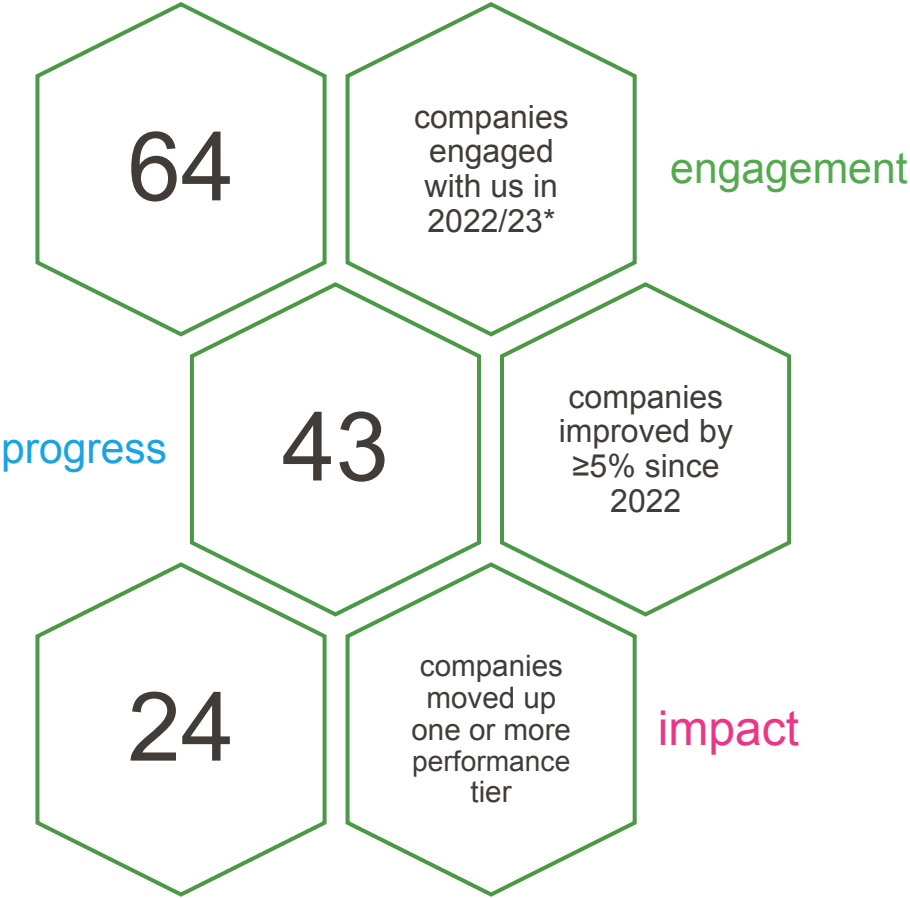 64
companies
engaged
with us in
2022/23*
engagement
progress
43
companies
improved by
≥5% since
2022
24
companies
moved up
one or more
performance
tier
impact